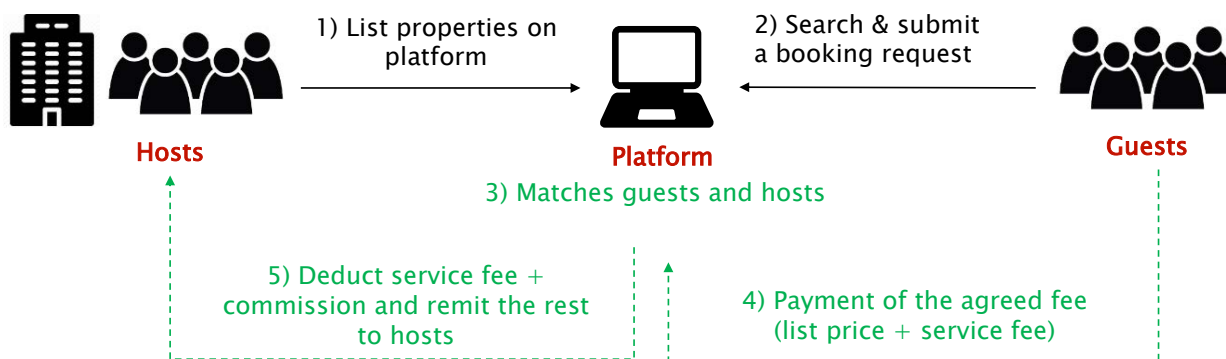 1) List properties on
platform
2) Search & submit
a booking request
Hosts
Platform
Guests
3) Matches guests and hosts
5) Deduct service fee +
commission and remit the rest
to hosts
4) Payment of the agreed fee
(list price + service fee)